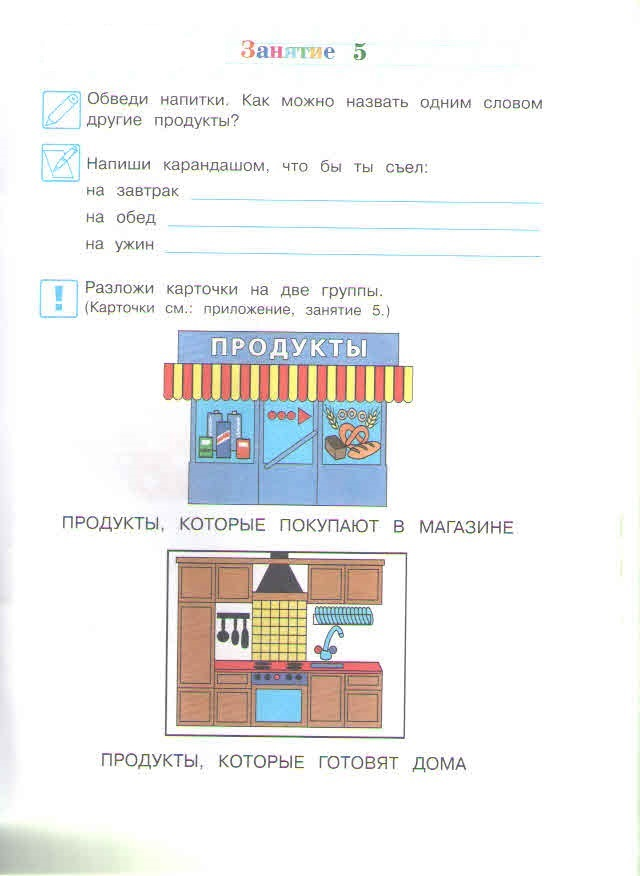 Занятие 5
Обведи напитки. Как можно назвать одним словом
другие продукты?
Напиши карандашом, что бы ты съел:
на завтрак
на обед
на ужин
!
Разложи карточки на две группы.
(Карточки см.: приложение, занятие 5.)
ПРОДУКТЫ
ПРОДУКТЫ, КОТОРЫЕ ПОКУПАЮТ В МАГАЗИНЕ
ПРОДУКТЫ, КОТОРЫЕ ГОТОВЯТ ДОМА